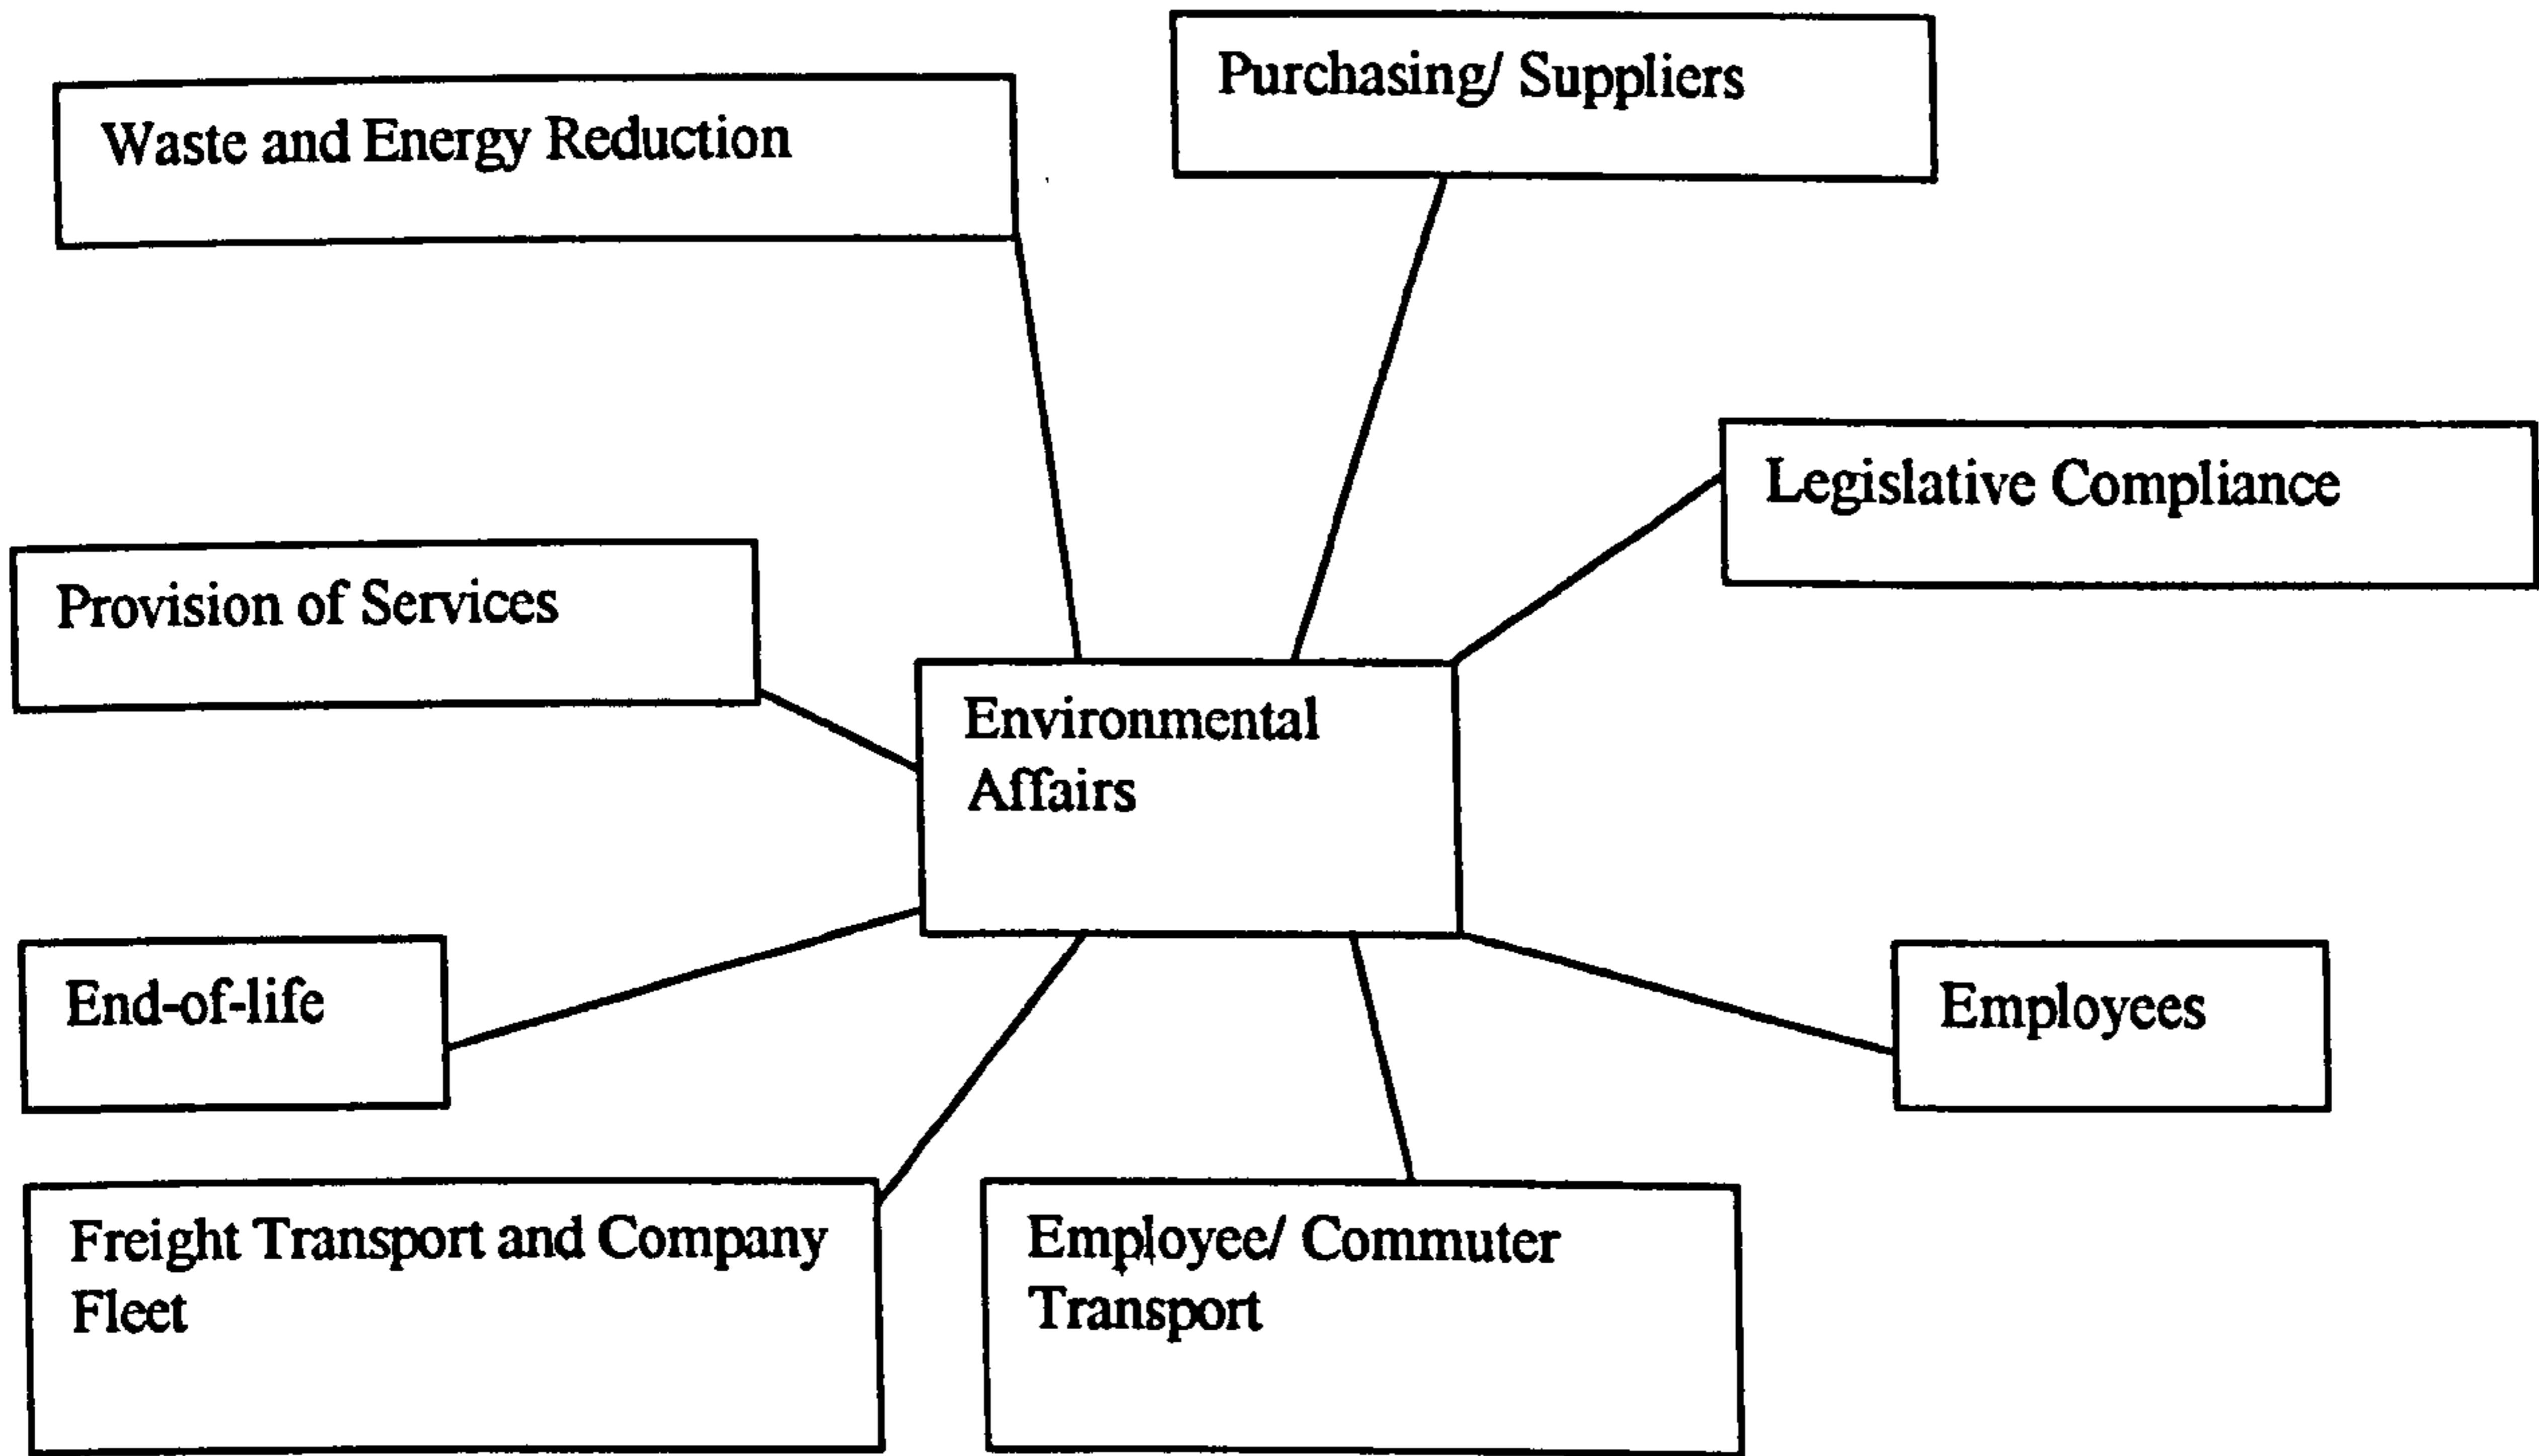 Purchasing/ Suppliers
Waste and Energy Reduction
Legislative Compliance
Provision of Services
Environmental
Affairs
End-of-life
Employees
Freight Transport and Company
Fleet
Employee/ Commuter
Transport